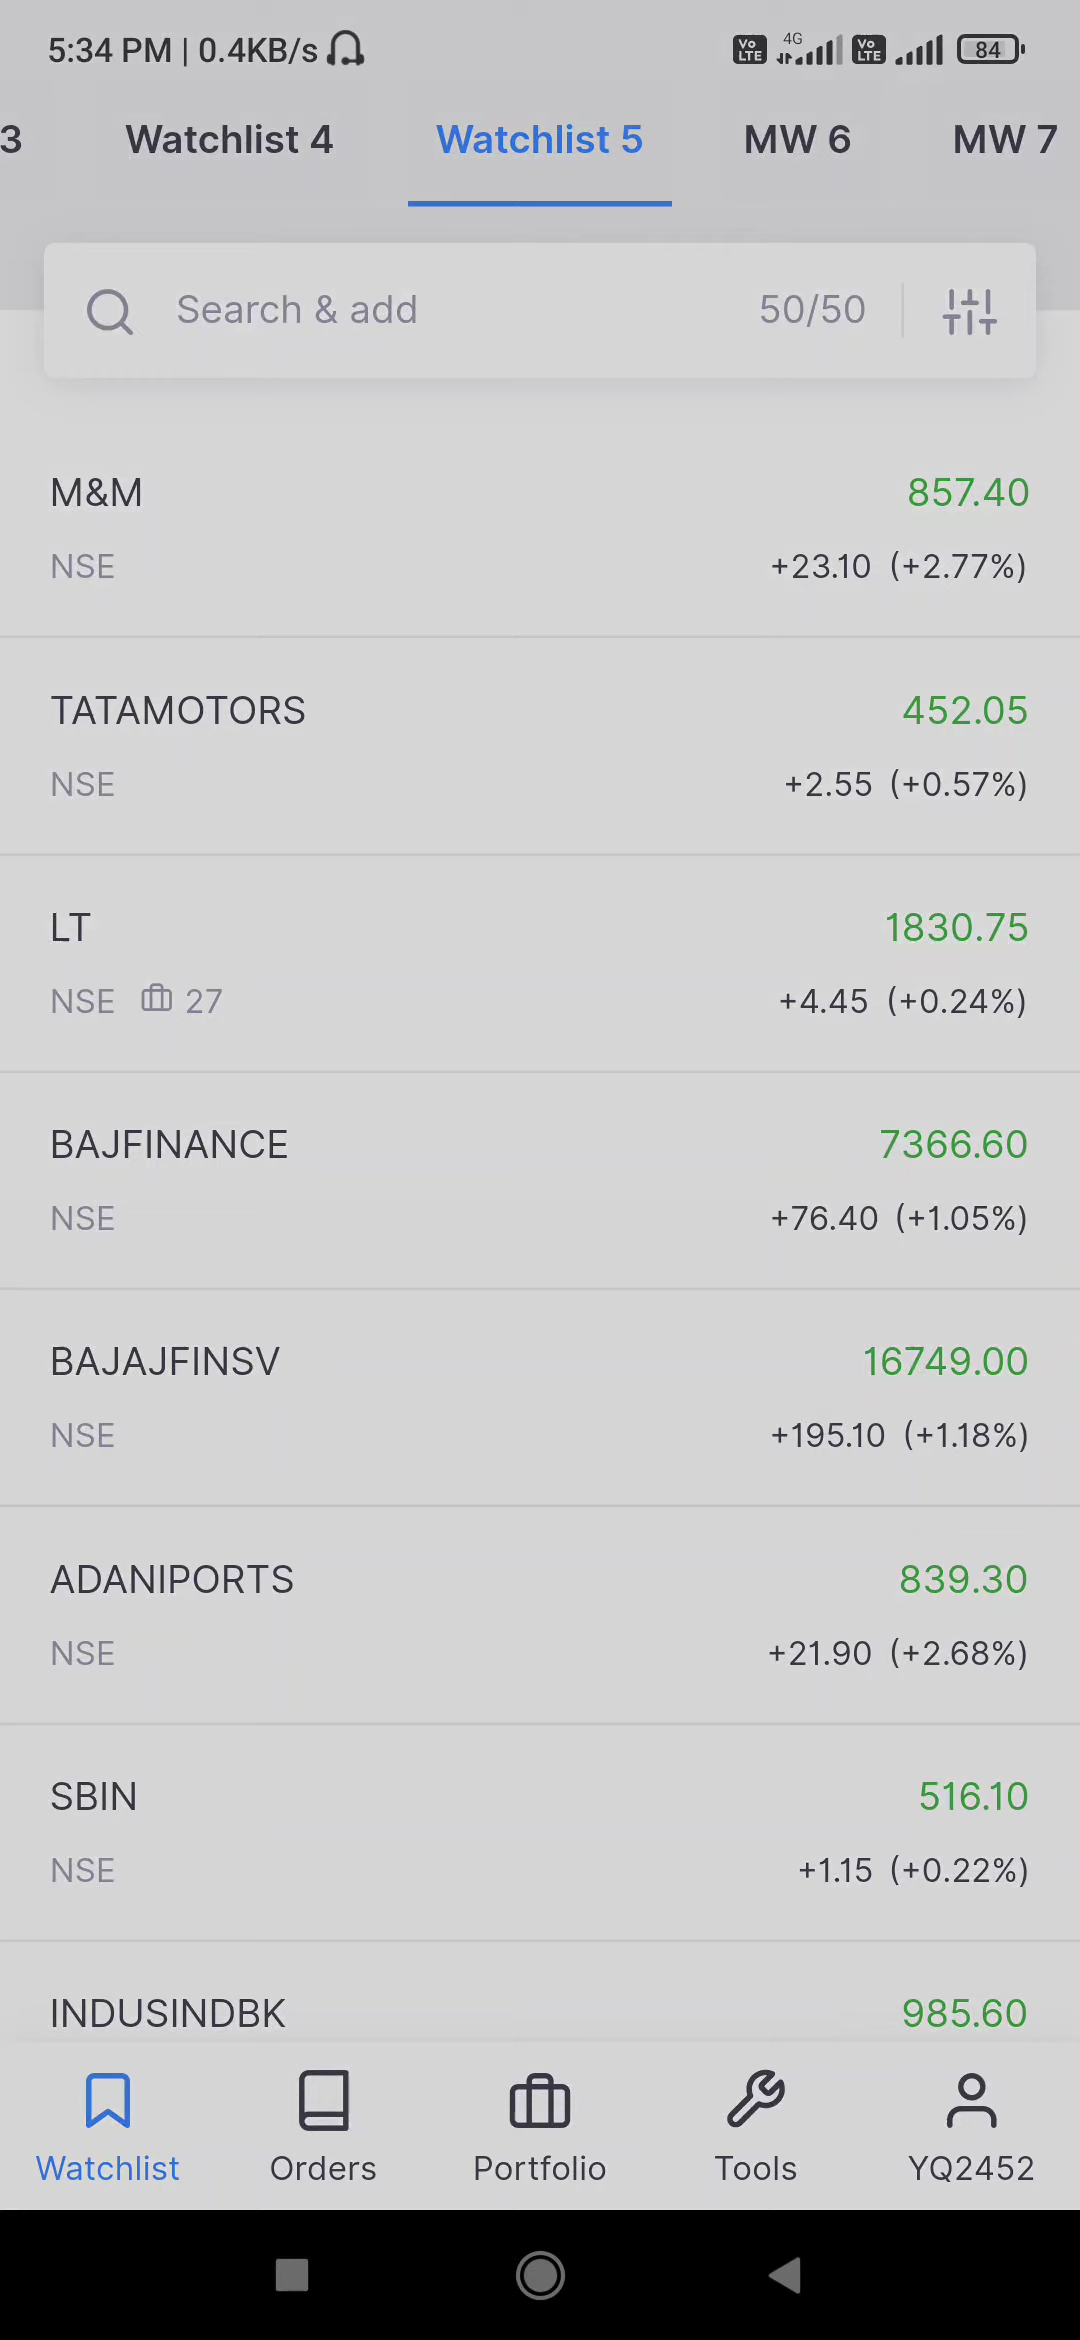 5:34 PM | 0.4KB/s Vo LTE 4G Vo LTE 84
3 Watchlist 4 Watchlist 5 MW 6 MW 7
Search & add 50/50
M&M 857.40
NSE +23.10 (+2.77%)
TATAMOTORS 452.05
NSE +2.55 (+0.57%)
LT 1830.75
NSE 27 +4.45 (+0.24%)
BAJFINANCE 7366.60
NSE +76.40 (+1.05%)
BAJAJFINSV 16749.00
NSE +195.10 (+1.18%)
ADANIPORTS 839.30
NSE +21.90 (+2.68%)
SBIN 516.10
NSE +1.15 (+0.22%)
INDUSINDBK 985.60
Watchlist Orders Portfolio Tools YQ2452